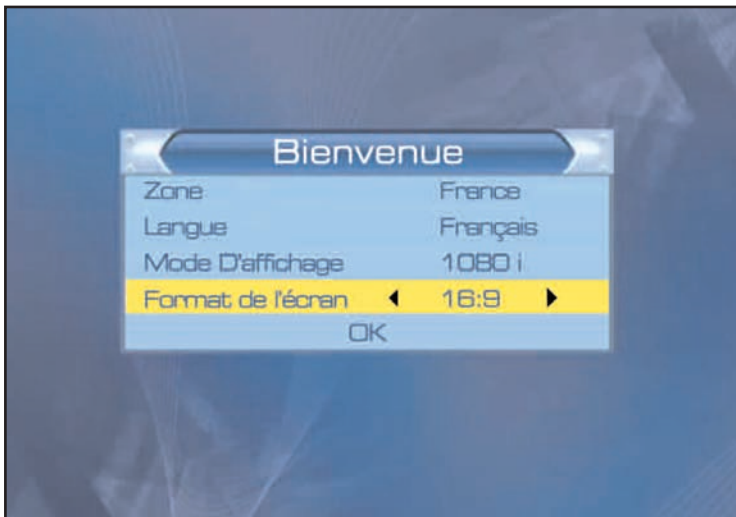 Bienvenue
Zone France
Langue Français
Mode D'affichage 1080 i
Format de l'écran 16:9
OK